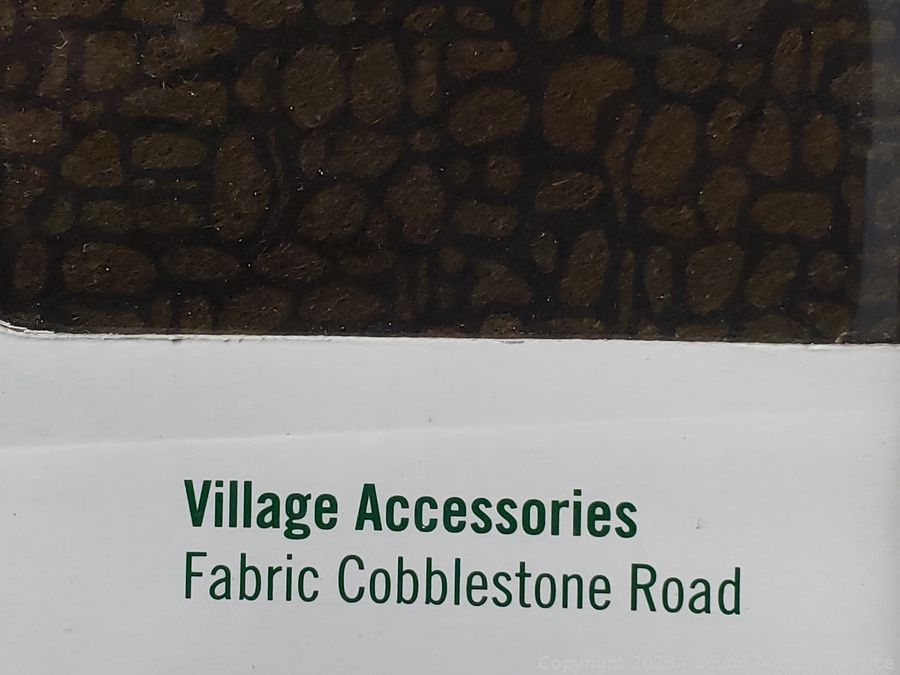 Village Accessories
Fabric Cobblestone Road
Copyright 2026 - Sound Auction Service